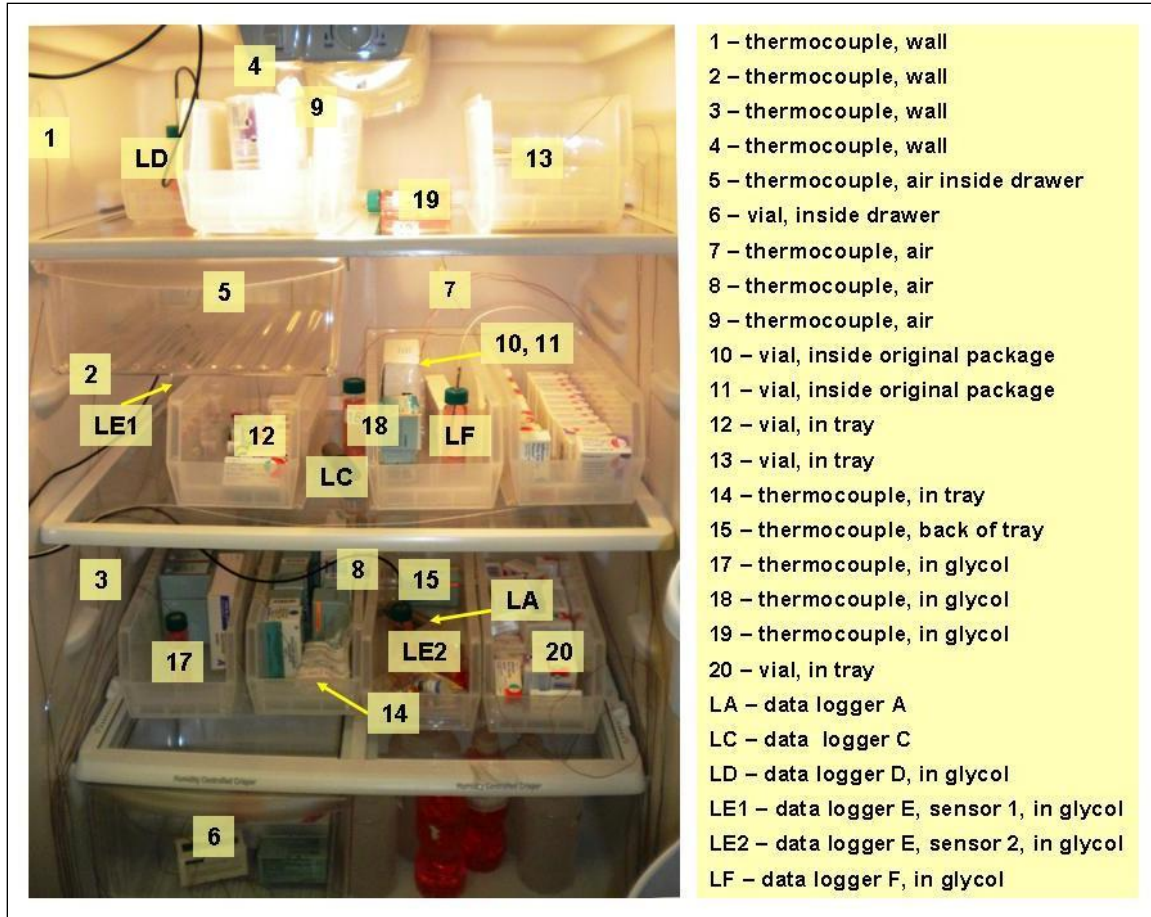 4
9
1
LD
13
19
5
7
10, 11
2
LE1
12
18
LF
LC
3
8
15
LA
17
LE2
20
14
Humidity Controlled Crisper
Humidity Controlled Crisper
6
1 – thermocouple, wall
2 – thermocouple, wall
3 – thermocouple, wall
4 – thermocouple, wall
5 – thermocouple, air inside drawer
6 – vial, inside drawer
7 – thermocouple, air
8 – thermocouple, air
9 – thermocouple, air
10 – vial, inside original package
11 – vial, inside original package
12 – vial, in tray
13 – vial, in tray
14 – thermocouple, in tray
15 – thermocouple, back of tray
17 – thermocouple, in glycol
18 – thermocouple, in glycol
19 – thermocouple, in glycol
20 – vial, in tray
LA – data logger A
LC – data logger C
LD – data logger D, in glycol
LE1 – data logger E, sensor 1, in glycol
LE2 – data logger E, sensor 2, in glycol
LF – data logger F, in glycol